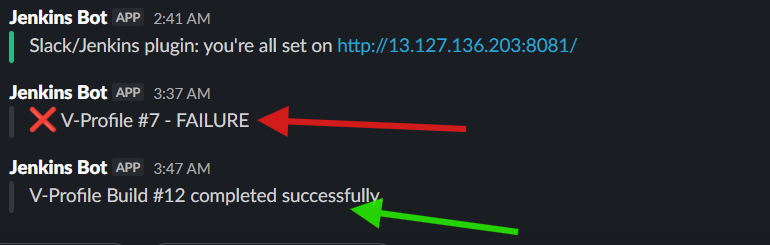 Jenkins Bot APP 2:41 AM
Slack/Jenkins plugin: you're all set on http://13.127.136.203:8081/
Jenkins Bot APP 3:37 AM
❌ V-Profile #7 - FAILURE
Jenkins Bot APP 3:47 AM
V-Profile Build #12 completed successfully